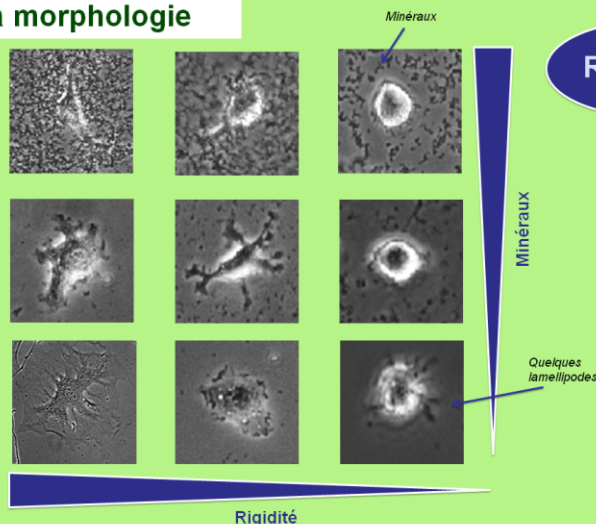 morphologie
Minéraux
R
Minéraux
Quelques
lamellipodes
Rigidité